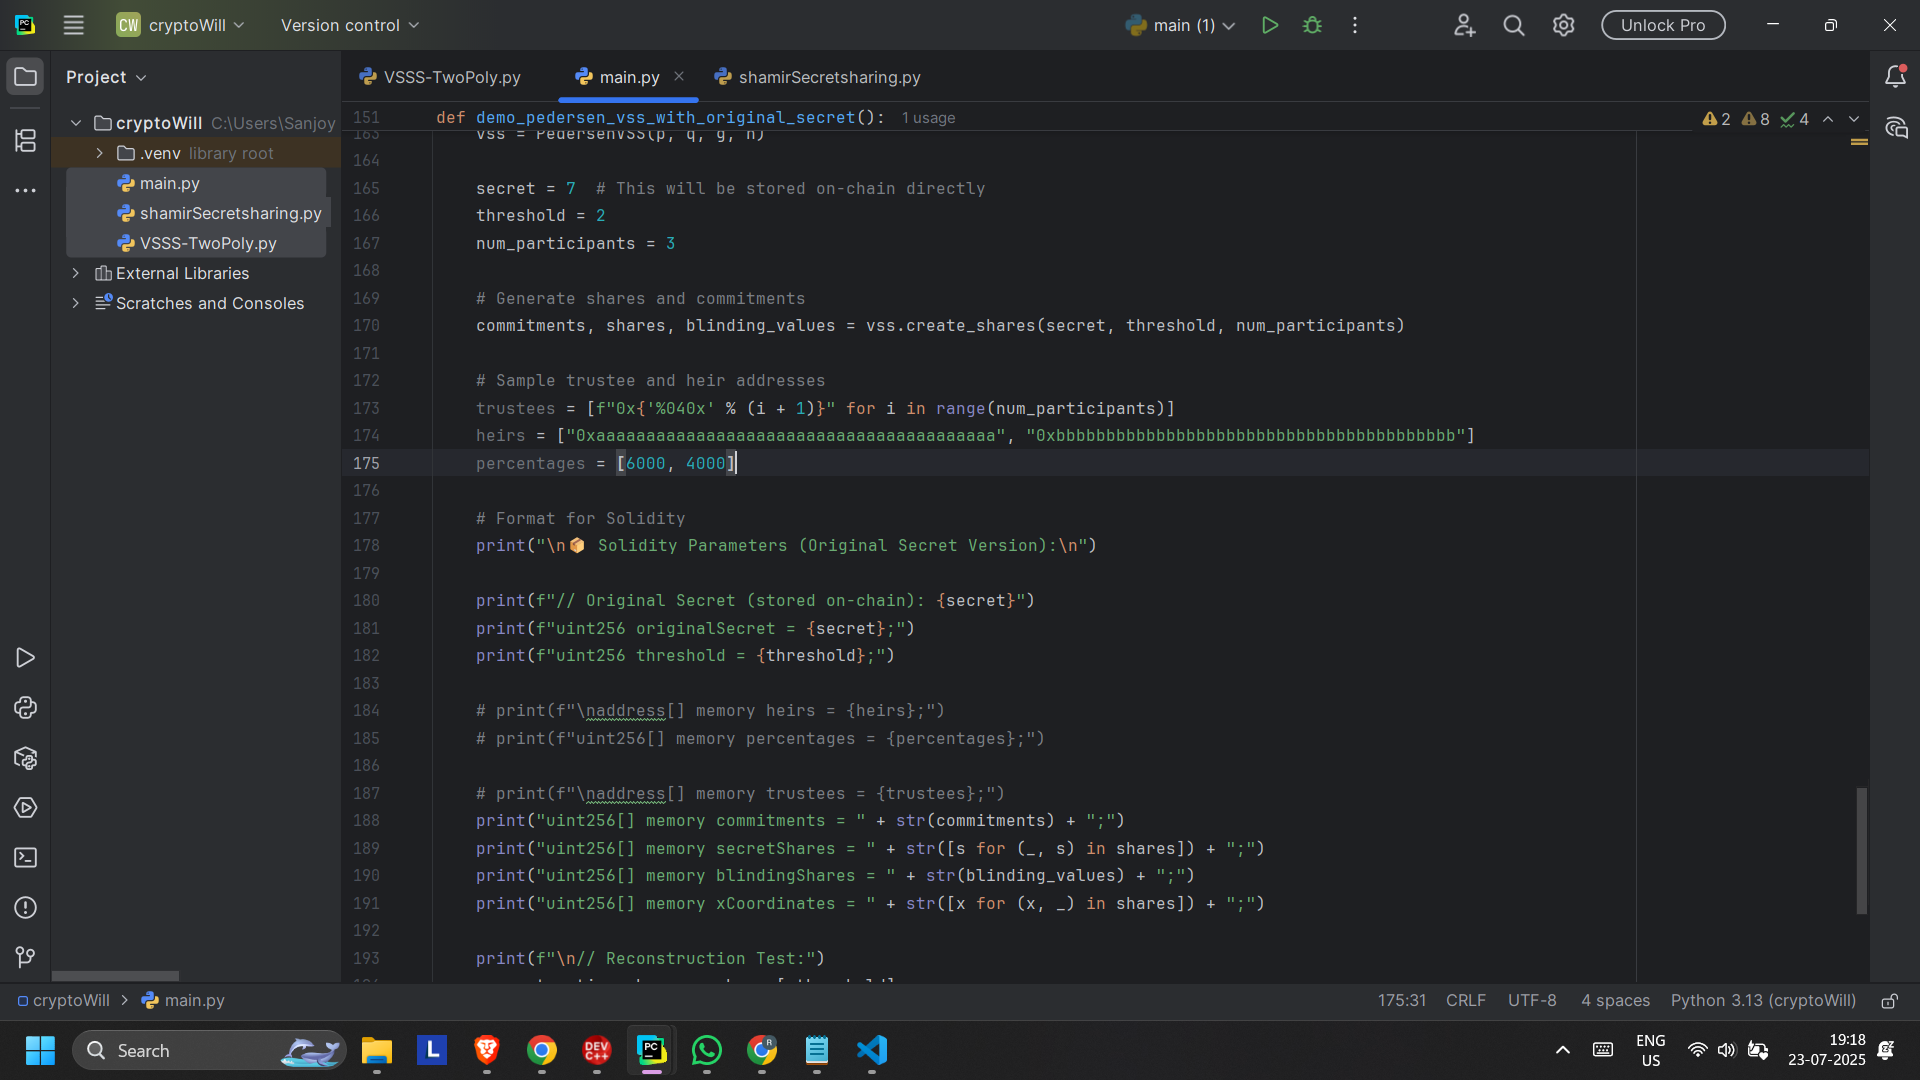 CW cryptoWill
Version control
main (1)
Unlock Pro
Project
VSSS-TwoPoly.py
main.py
shamirSecretsharing.py
cryptoWill C:\Users\Sanjoy
.venv library root
main.py
shamirSecretsharing.py
VSSS-TwoPoly.py
External Libraries
Scratches and Consoles
151 def demo_pedersen_vss_with_original_secret(): 1 usage
2 8 4
163 vss = PedersenVSS(p, q, g, h)
164
165 secret = 7  # This will be stored on-chain directly
166 threshold = 2
167 num_participants = 3
168
169 # Generate shares and commitments
170 commitments, shares, blinding_values = vss.create_shares(secret, threshold, num_participants)
171
172 # Sample trustee and heir addresses
173 trustees = [f"0x{'%040x' % (i + 1)}" for i in range(num_participants)]
174 heirs = ["0xaaaaaaaaaaaaaaaaaaaaaaaaaaaaaaaaaaaaaaaa", "0xbbbbbbbbbbbbbbbbbbbbbbbbbbbbbbbbbbbbbbbb"]
175 percentages = [6000, 4000]
176
177 # Format for Solidity
178 print("\n📦 Solidity Parameters (Original Secret Version):\n")
179
180 print(f"// Original Secret (stored on-chain): {secret}")
181 print(f"uint256 originalSecret = {secret};")
182 print(f"uint256 threshold = {threshold};")
183
184 # print(f"\naddress[] memory heirs = {heirs};")
185 # print(f"uint256[] memory percentages = {percentages};")
186
187 # print(f"\naddress[] memory trustees = {trustees};")
188 print("uint256[] memory commitments = " + str(commitments) + ";")
189 print("uint256[] memory secretShares = " + str([s for (_, s) in shares]) + ";")
190 print("uint256[] memory blindingShares = " + str(blinding_values) + ";")
191 print("uint256[] memory xCoordinates = " + str([x for (x, _) in shares]) + ";")
192
193 print(f"\n// Reconstruction Test:")
cryptoWill > main.py
175:31 CRLF UTF-8 4 spaces Python 3.13 (cryptoWill)
Search
L
DEV C++
PC
R
ENG
US
19:18
23-07-2025